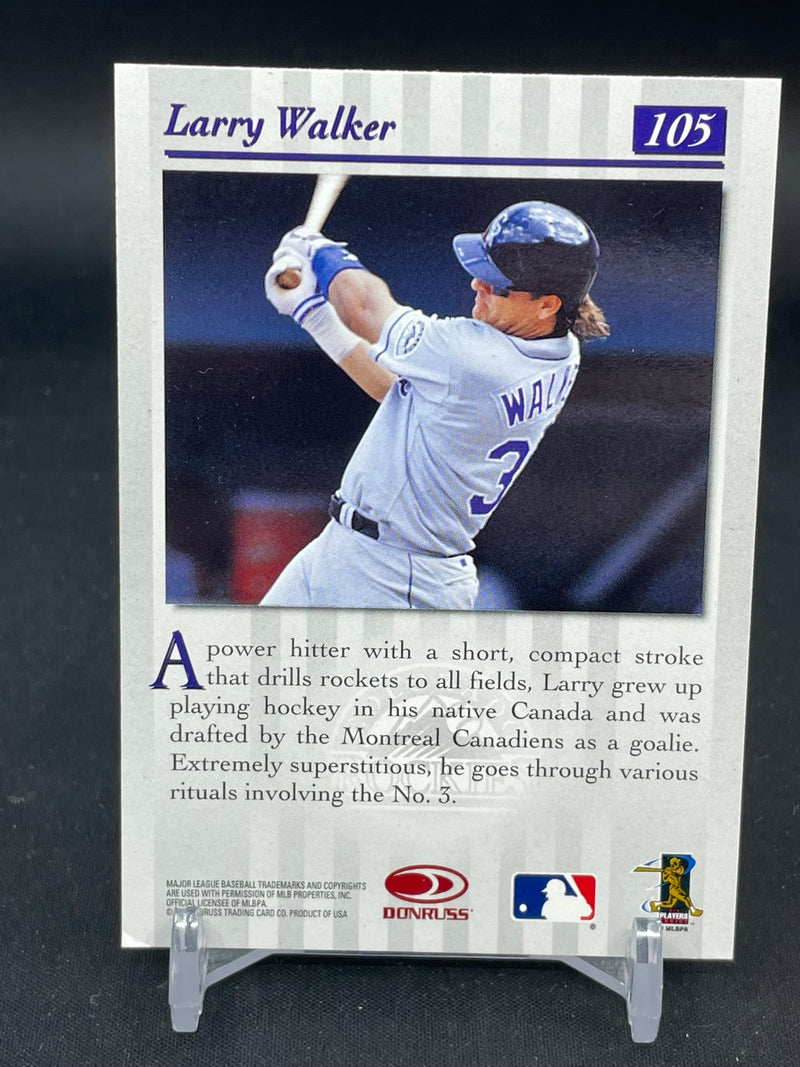 Larry Walker
105
WALKE
3
A power hitter with a short, compact stroke
that drills rockets to all fields, Larry grew up
playing hockey in his native Canada and was
drafted by the Montreal Canadiens as a goalie.
Extremely superstitious, he goes through various
rituals involving the No. 3.
ROCKIES
MAJOR LEAGUE BASEBALL TRADEMARKS AND COPYRIGHTS
ARE USED WITH PERMISSION OF MLB PROPERTIES, INC.
OFFICIAL LICENSEE OF MLBPA.
RUSS TRADING CARD CO. PRODUCT OF USA
DONRUSS
PLAYERS
MLBPA